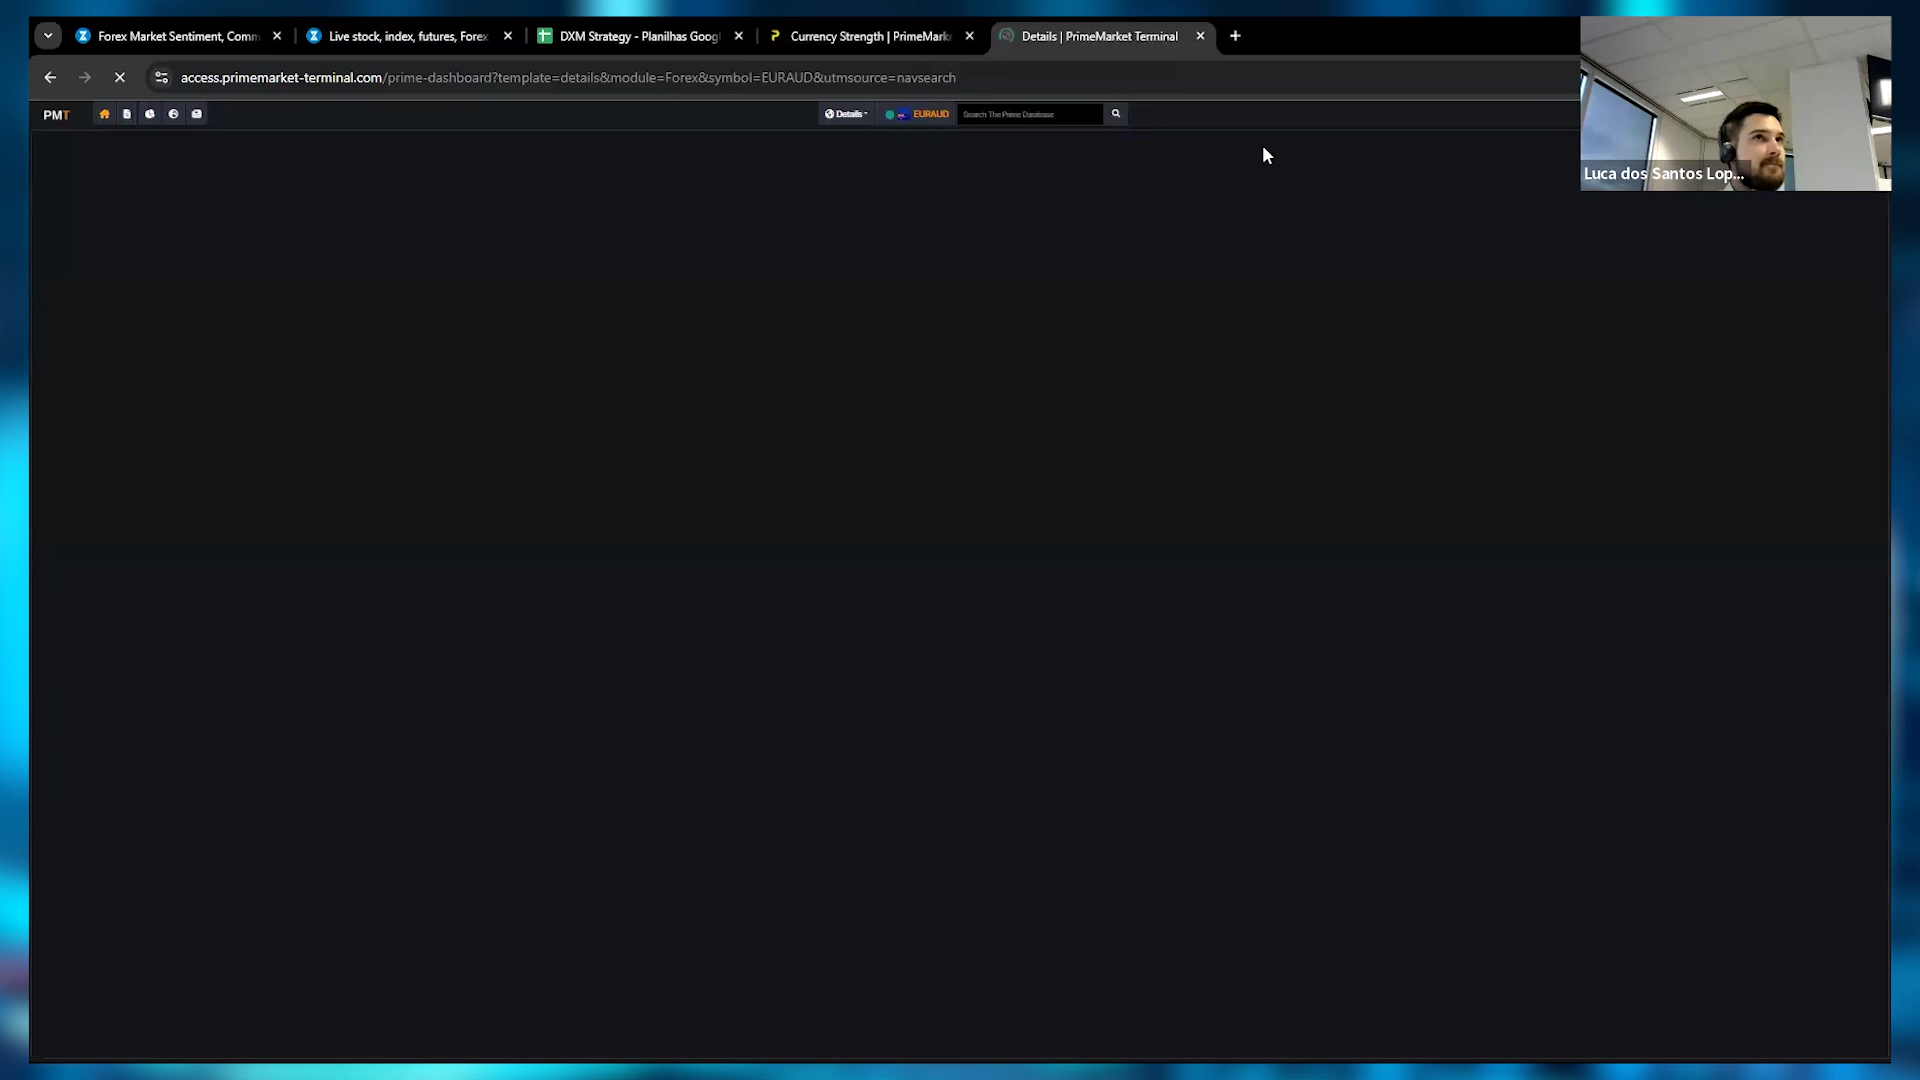 Forex Market Sentiment, Comm
Live stock, index, futures, Forex
DXM Strategy - Planilhas Googl
Currency Strength | PrimeMark
Details | PrimeMarket Terminal
access.primemarket-terminal.com/prime-dashboard?template=details&module=Forex&symbol=EURAUD&utmsource=navsearch
PMT
Details
EURAUD
Search The Prime Database
Luca dos Santos Lop...